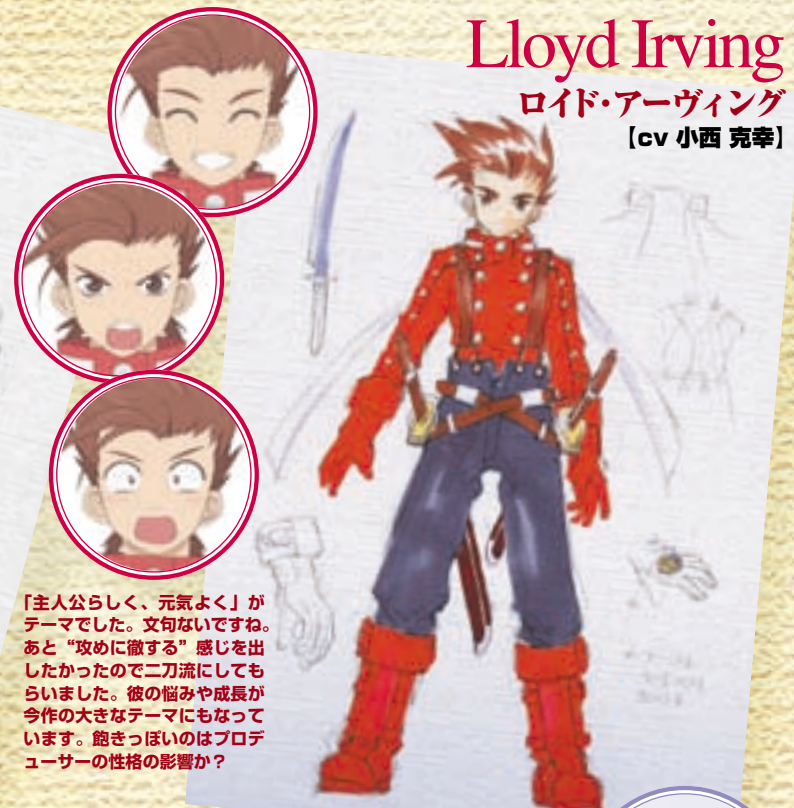 Lloyd Irving
ロイド・アーヴィング
【cv 小西 克幸】
「主人公らしく、元気よく」が
テーマでした。文句ないですね。
あと“攻めに徹する”感じを出
したかったので二刀流にしても
らいました。彼の悩みや成長が
今作の大きなテーマにもなって
います。飽きっぽいのはプロデ
ューサーの性格の影響か？